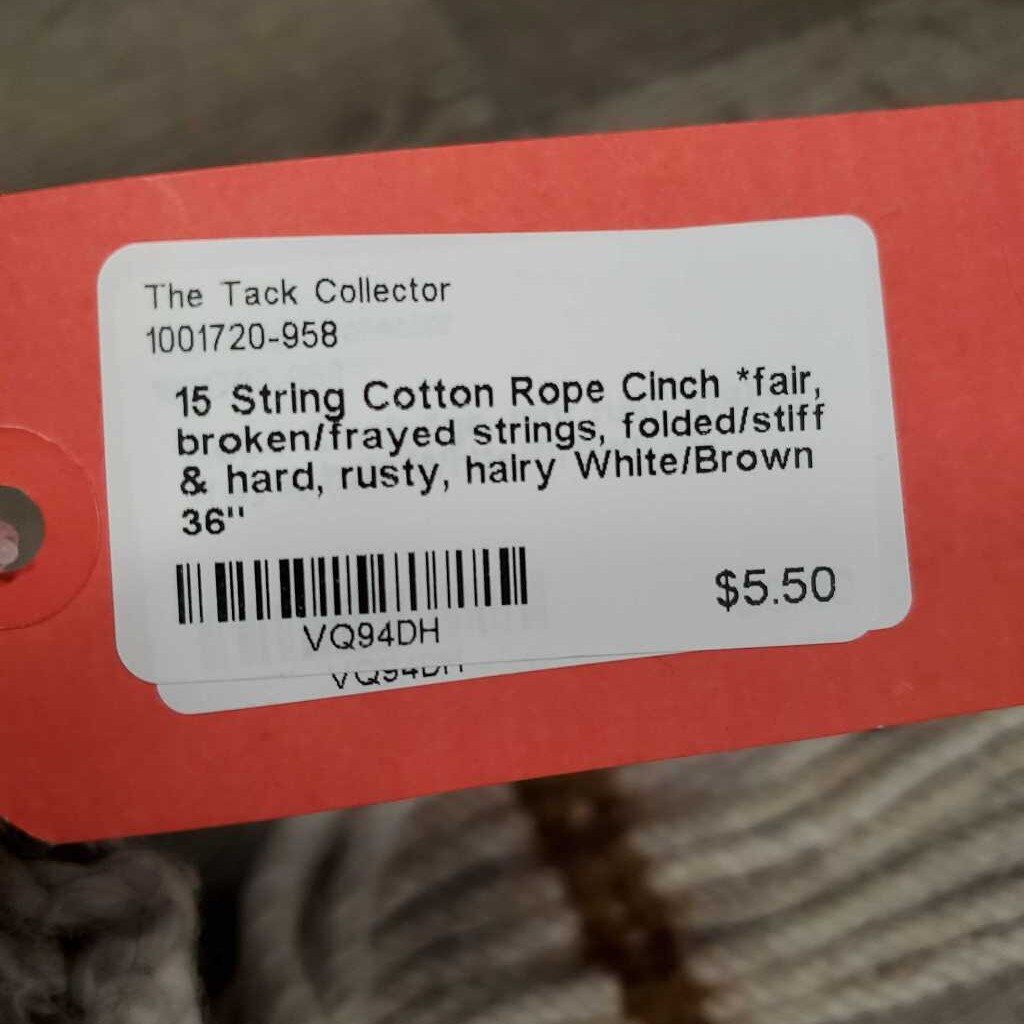 The Tack Collector
1001720-958
15 String Cotton Rope Cinch *fair,
broken/frayed strings, folded/stiff
& hard, rusty, hairy White/Brown
36"
$5.50
VQ94DH
VQ94DH